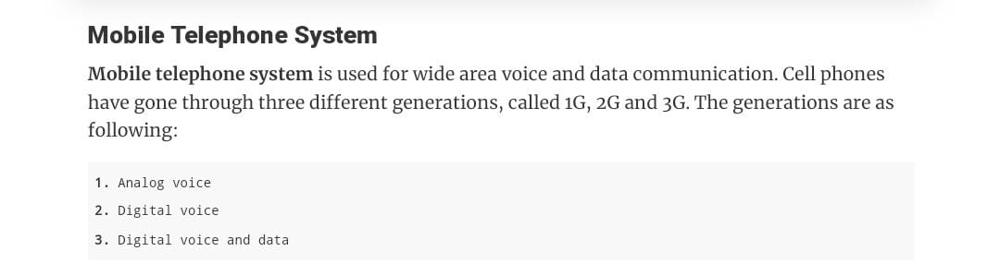 Mobile Telephone System
Mobile telephone system is used for wide area voice and data communication. Cell phones
have gone through three different generations, called 1G, 2G and 3G. The generations are as
following:
1. Analog voice
2. Digital voice
3. Digital voice and data